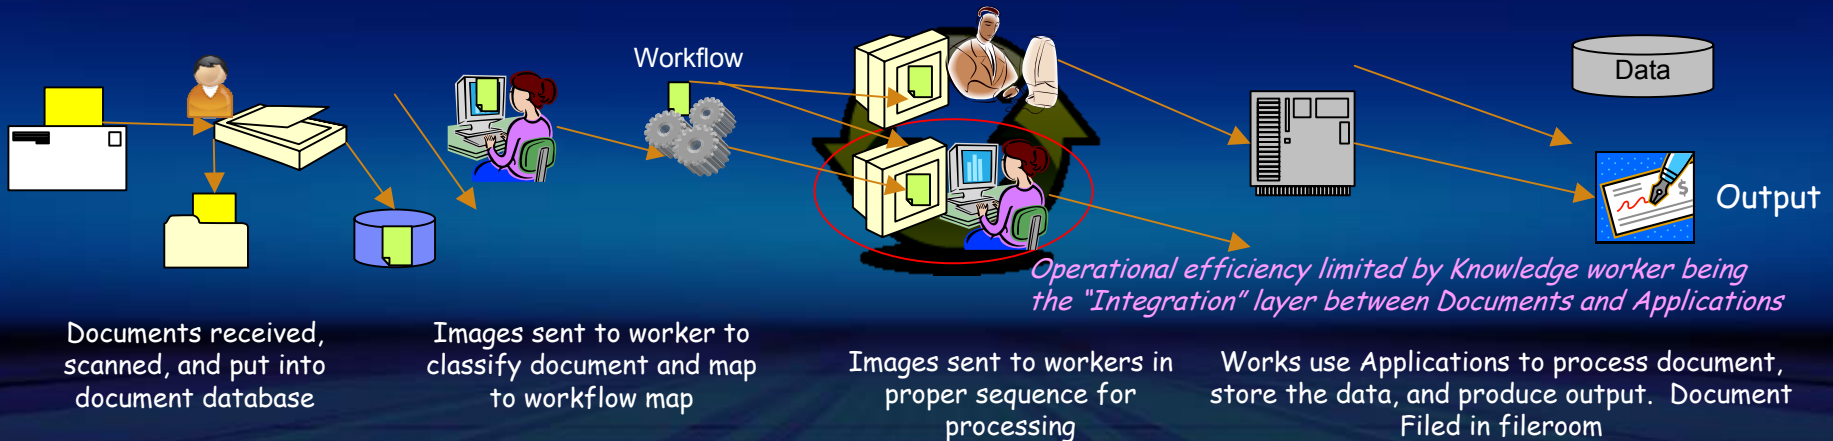 Workflow
Data
Output
Operational efficiency limited by Knowledge worker being
the "Integration" layer between Documents and Applications
Documents received,
scanned, and put into
document database
Images sent to worker to
classify document and map
to workflow map
Images sent to workers in
proper sequence for
processing
Works use Applications to process document,
store the data, and produce output.  Document
Filed in fileroom